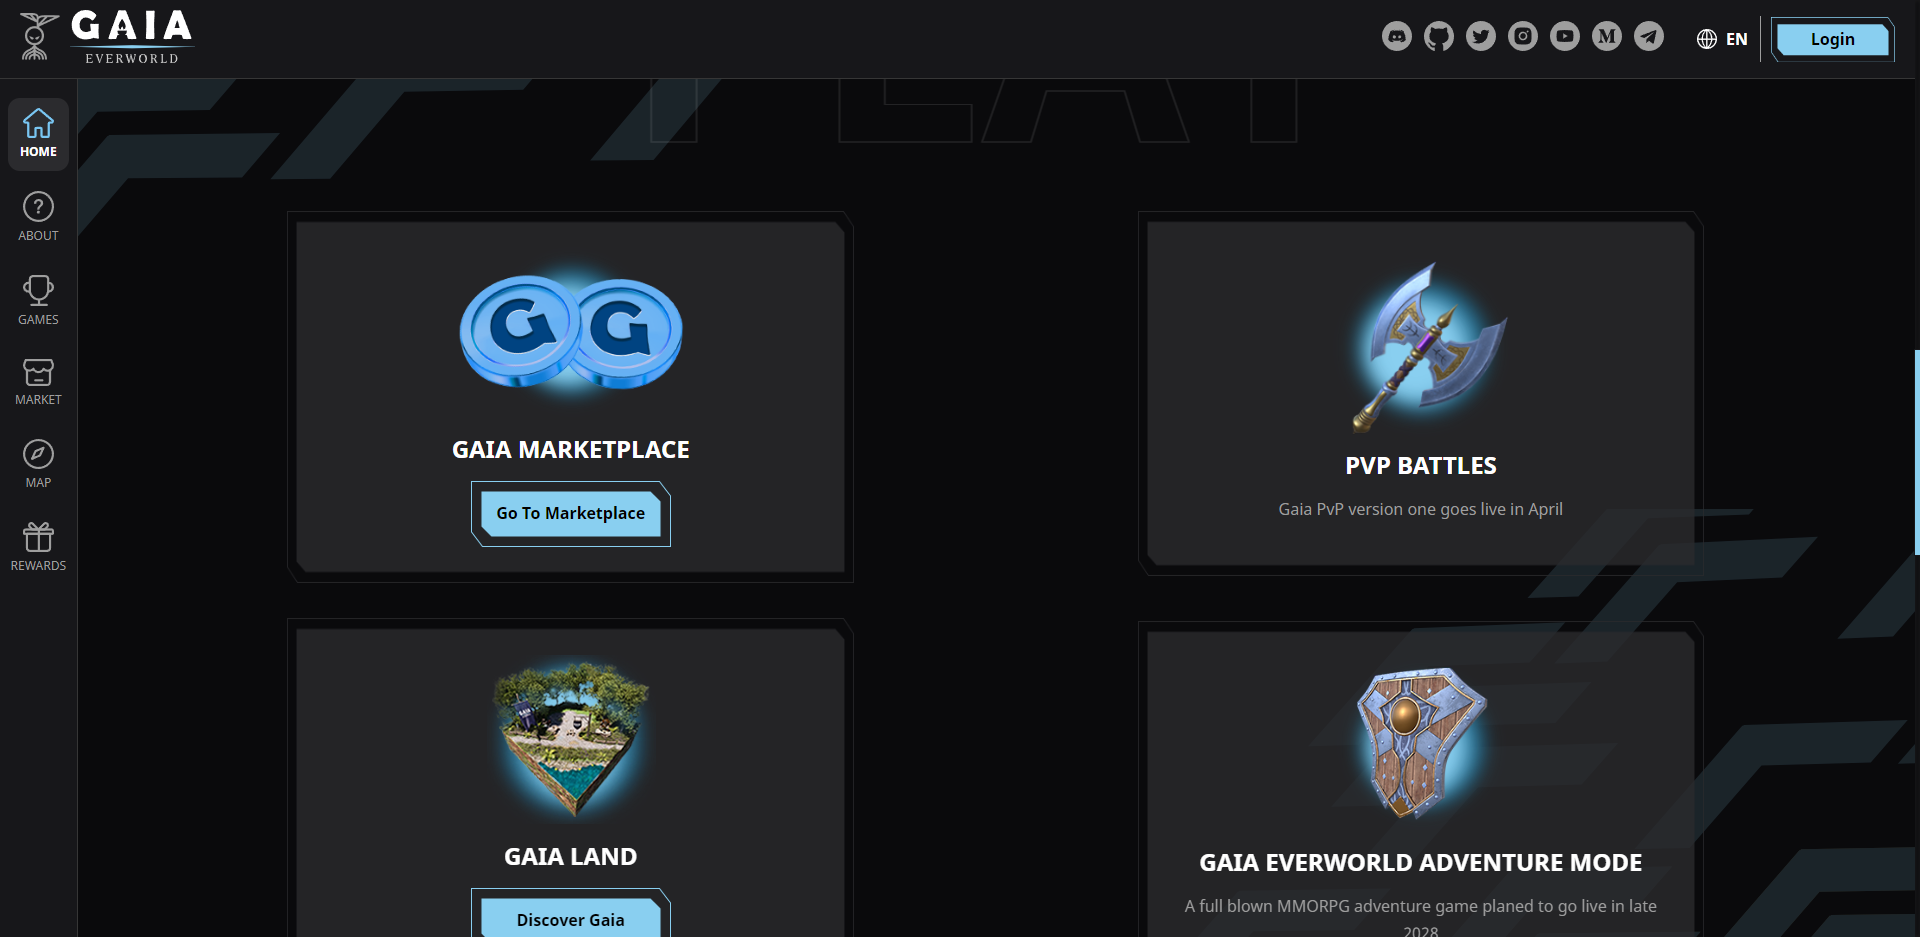 GAIA
EVERWORLD
EN
Login
PLAY
HOME
ABOUT
GAMES
MARKET
MAP
REWARDS
G G
GAIA MARKETPLACE
Go To Marketplace
PVP BATTLES
Gaia PvP version one goes live in April
GAIA
GAIA LAND
Discover Gaia
GAIA EVERWORLD ADVENTURE MODE
A full blown MMORPG adventure game planed to go live in late
2028